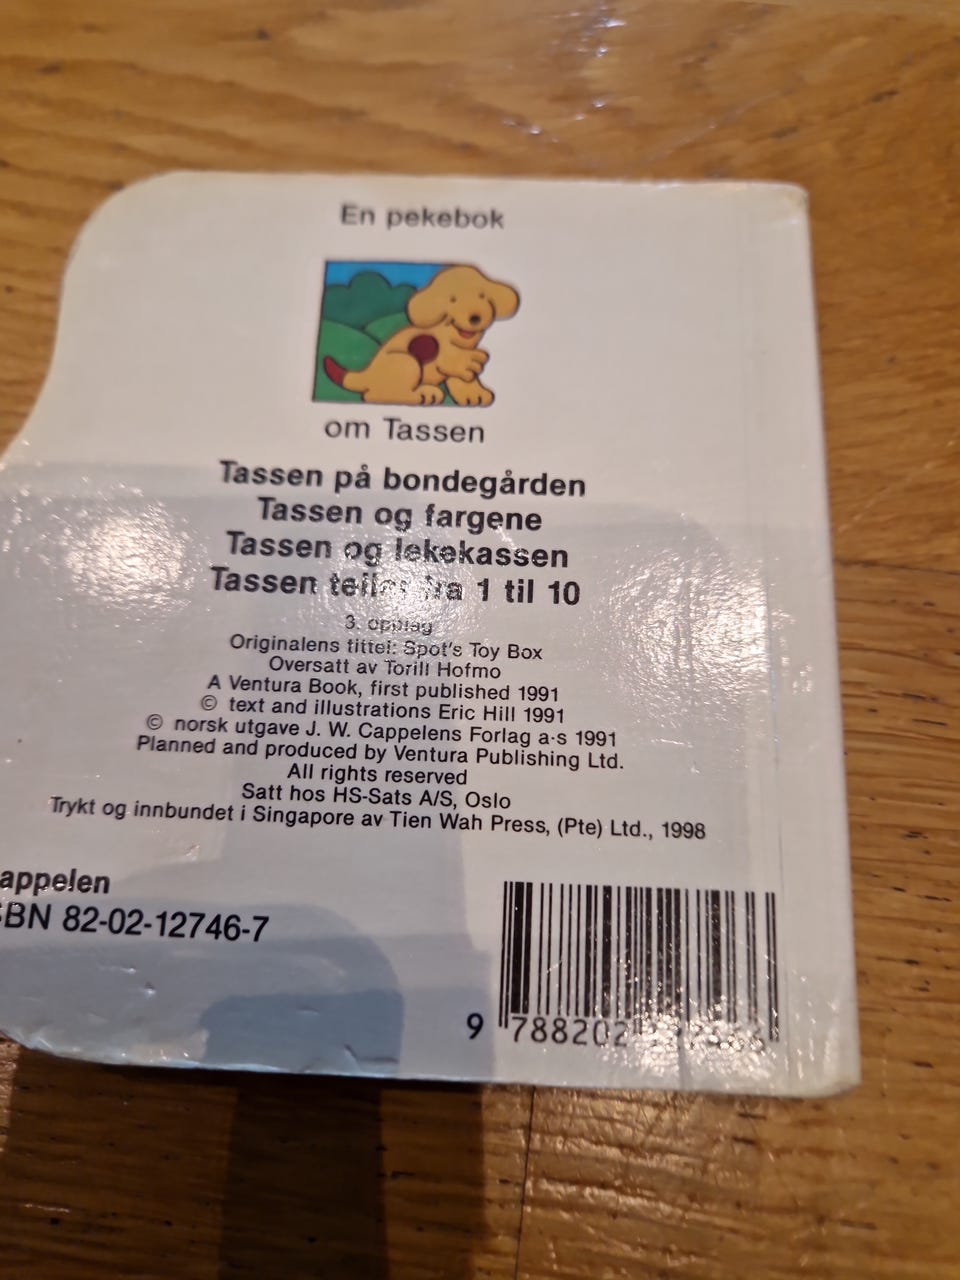 En pekebok
om Tassen
Tassen på bondegården
Tassen og fargene
Tassen og lekekassen
Tassen teller fra 1 til 10
3. opplag
Originalens tittel: Spot's Toy Box
Oversatt av Torill Hofmo
A Ventura Book, first published 1991
© text and illustrations Eric Hill 1991
© norsk utgave J. W. Cappelens Forlag a·s 1991
Planned and produced by Ventura Publishing Ltd.
All rights reserved
Satt hos HS-Sats A/S, Oslo
Trykt og innbundet i Singapore av Tien Wah Press, (Pte) Ltd., 1998
appelen
BN 82-02-12746-7
9 788202